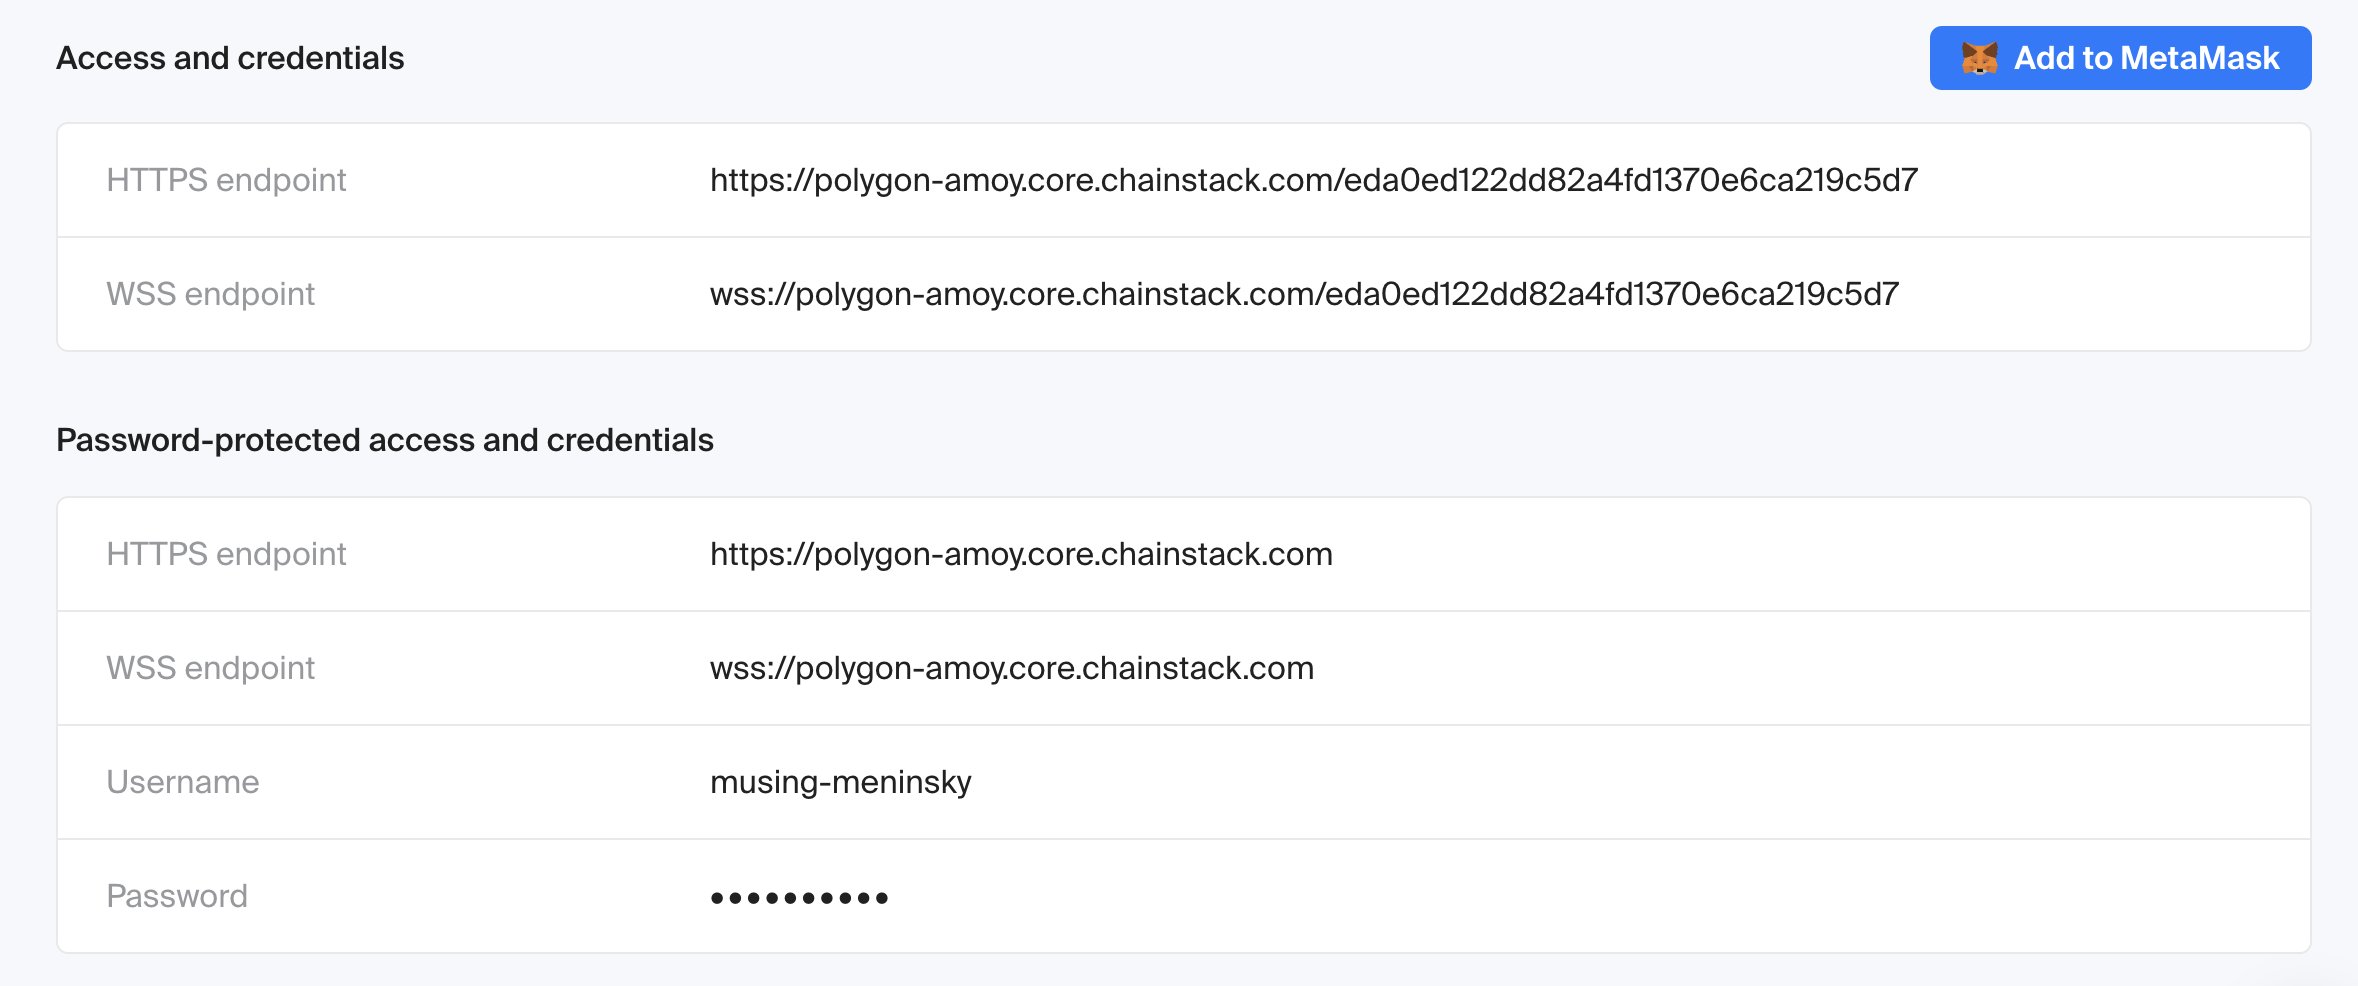 Access and credentials
Add to MetaMask
HTTPS endpoint https://polygon-amoy.core.chainstack.com/eda0ed122dd82a4fd1370e6ca219c5d7
WSS endpoint wss://polygon-amoy.core.chainstack.com/eda0ed122dd82a4fd1370e6ca219c5d7
Password-protected access and credentials
HTTPS endpoint https://polygon-amoy.core.chainstack.com
WSS endpoint wss://polygon-amoy.core.chainstack.com
Username musing-meninsky
Password ••••••••••